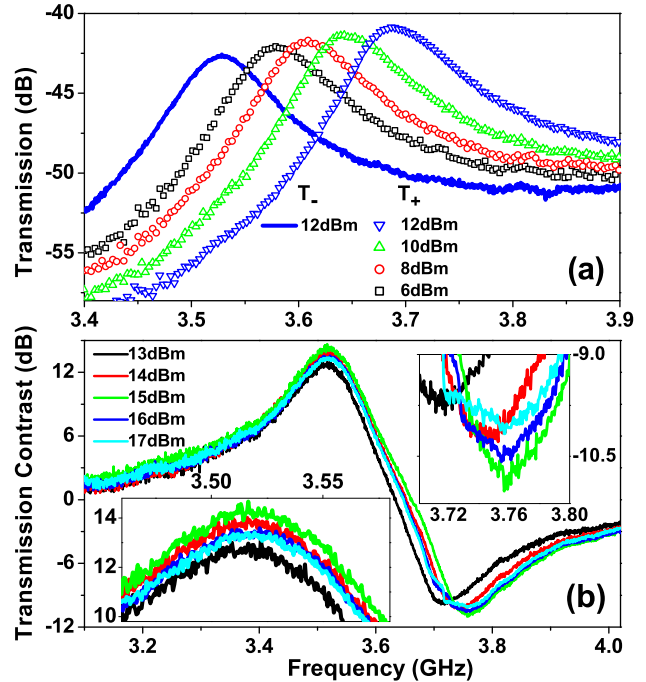 Transmission (dB)
-40
-45
-50
-55
T- T+
12dBm 12dBm
10dBm
8dBm
6dBm
(a)
3.4 3.5 3.6 3.7 3.8 3.9
Transmission Contrast (dB)
12
6
0
-6
-12
13dBm
14dBm
15dBm
16dBm
17dBm
-9.0
-10.5
3.72 3.76 3.80
3.50 3.55
14
12
10
(b)
3.2 3.4 3.6 3.8 4.0
Frequency (GHz)